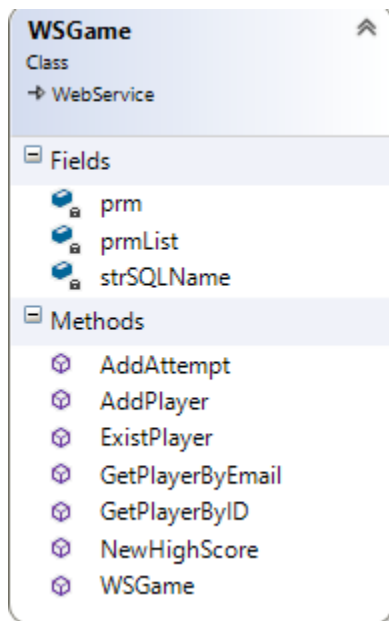 WSGame
Class
WebService
Fields
prm
prmList
strSQLName
Methods
AddAttempt
AddPlayer
ExistPlayer
GetPlayerByEmail
GetPlayerByID
NewHighScore
WSGame